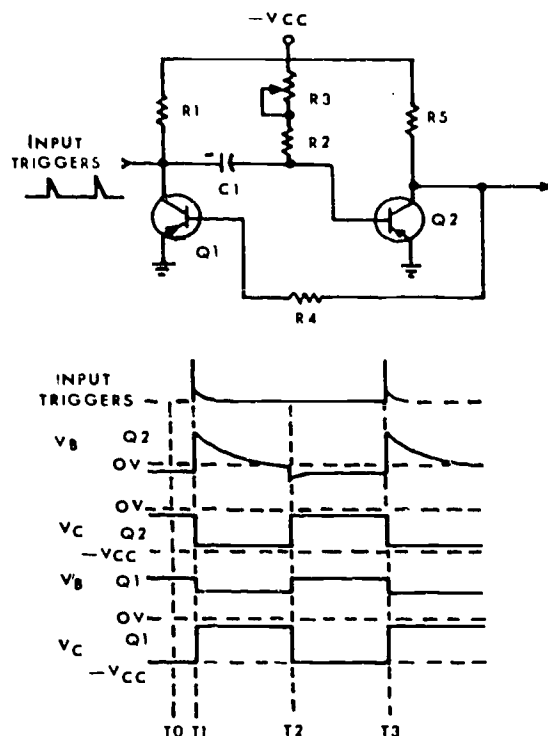 −VCC
R3
R1
R2
R5
INPUT
TRIGGERS
C1
Q2
Q1
R4
INPUT
TRIGGERS
VB Q2
OV
OV
VC Q2
−VCC
VB Q1
OV
VC Q1
−VCC
T0 T1 T2 T3